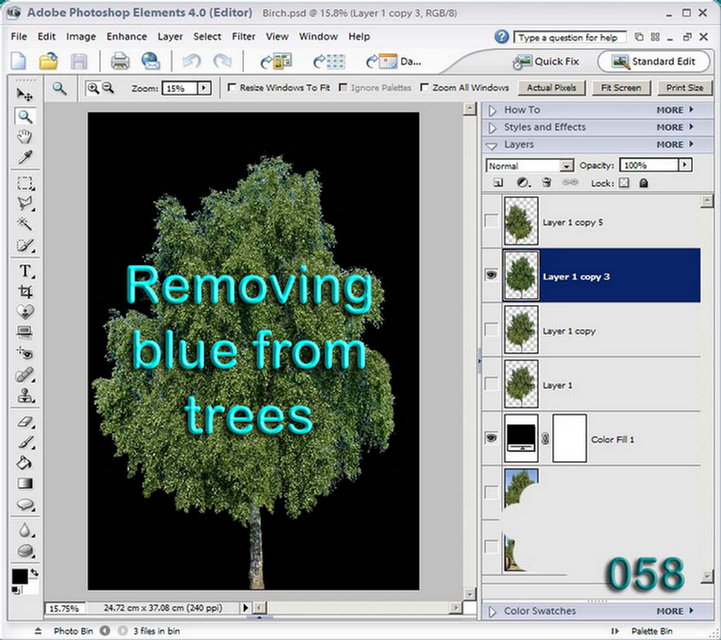 Adobe Photoshop Elements 4.0 (Editor) Birch.psd @ 15.8% (Layer 1 copy 3, RGB/8)
File Edit Image Enhance Layer Select Filter View Window Help Type a question for help
Da... Quick Fix Standard Edit
Zoom: 15% Resize Windows To Fit Ignore Palettes Zoom All Windows Actual Pixels Fit Screen Print Size
How To MORE
Styles and Effects MORE
Layers MORE
Normal Opacity: 100%
Lock:
Layer 1 copy 5
Layer 1 copy 3
Layer 1 copy
Layer 1
Color Fill 1
Removing
blue from
trees
058
15.75% 24.72 cm x 37.08 cm (240 ppi)
Color Swatches MORE
Photo Bin 3 files in bin Palette Bin